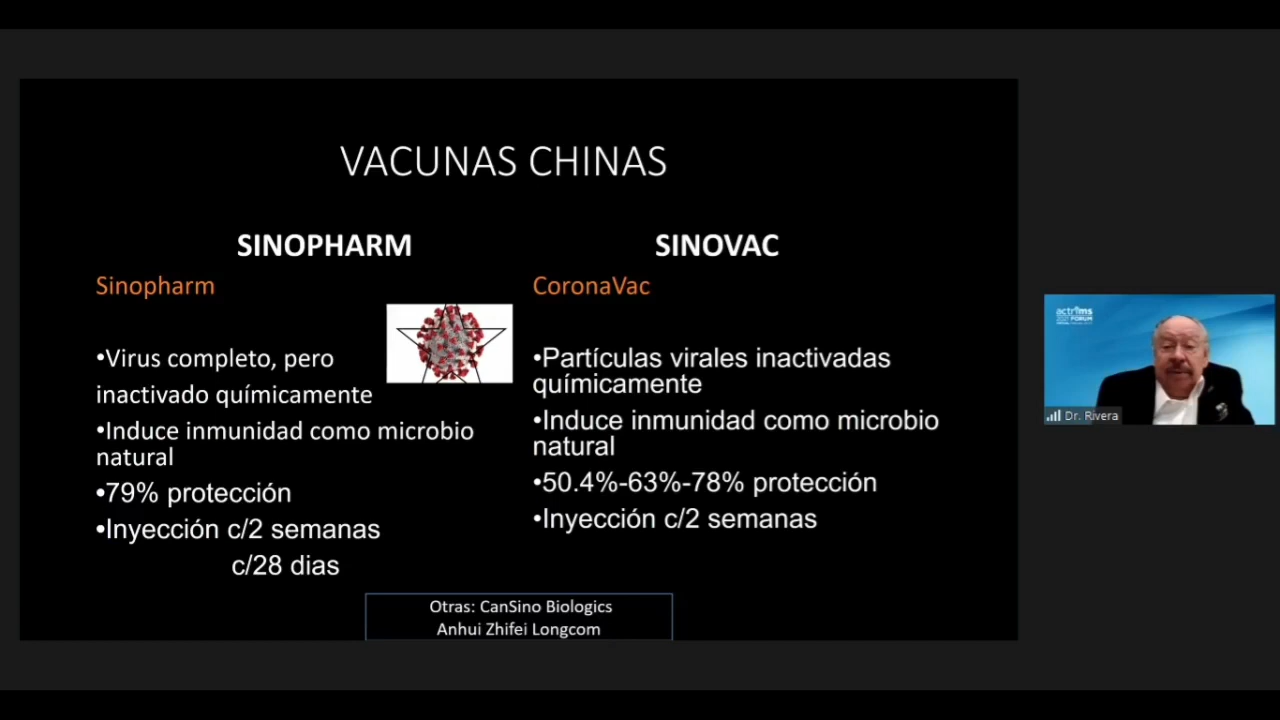 VACUNAS CHINAS
SINOPHARM
Sinopharm
•Virus completo, pero
inactivado químicamente
•Induce inmunidad como microbio
natural
•79% protección
•Inyección c/2 semanas
c/28 dias
SINOVAC
CoronaVac
•Partículas virales inactivadas
químicamente
•Induce inmunidad como microbio
natural
•50.4%-63%-78% protección
•Inyección c/2 semanas
Otras: CanSino Biologics
Anhui Zhifei Longcom
actrims
FORUM
Dr. Rivera